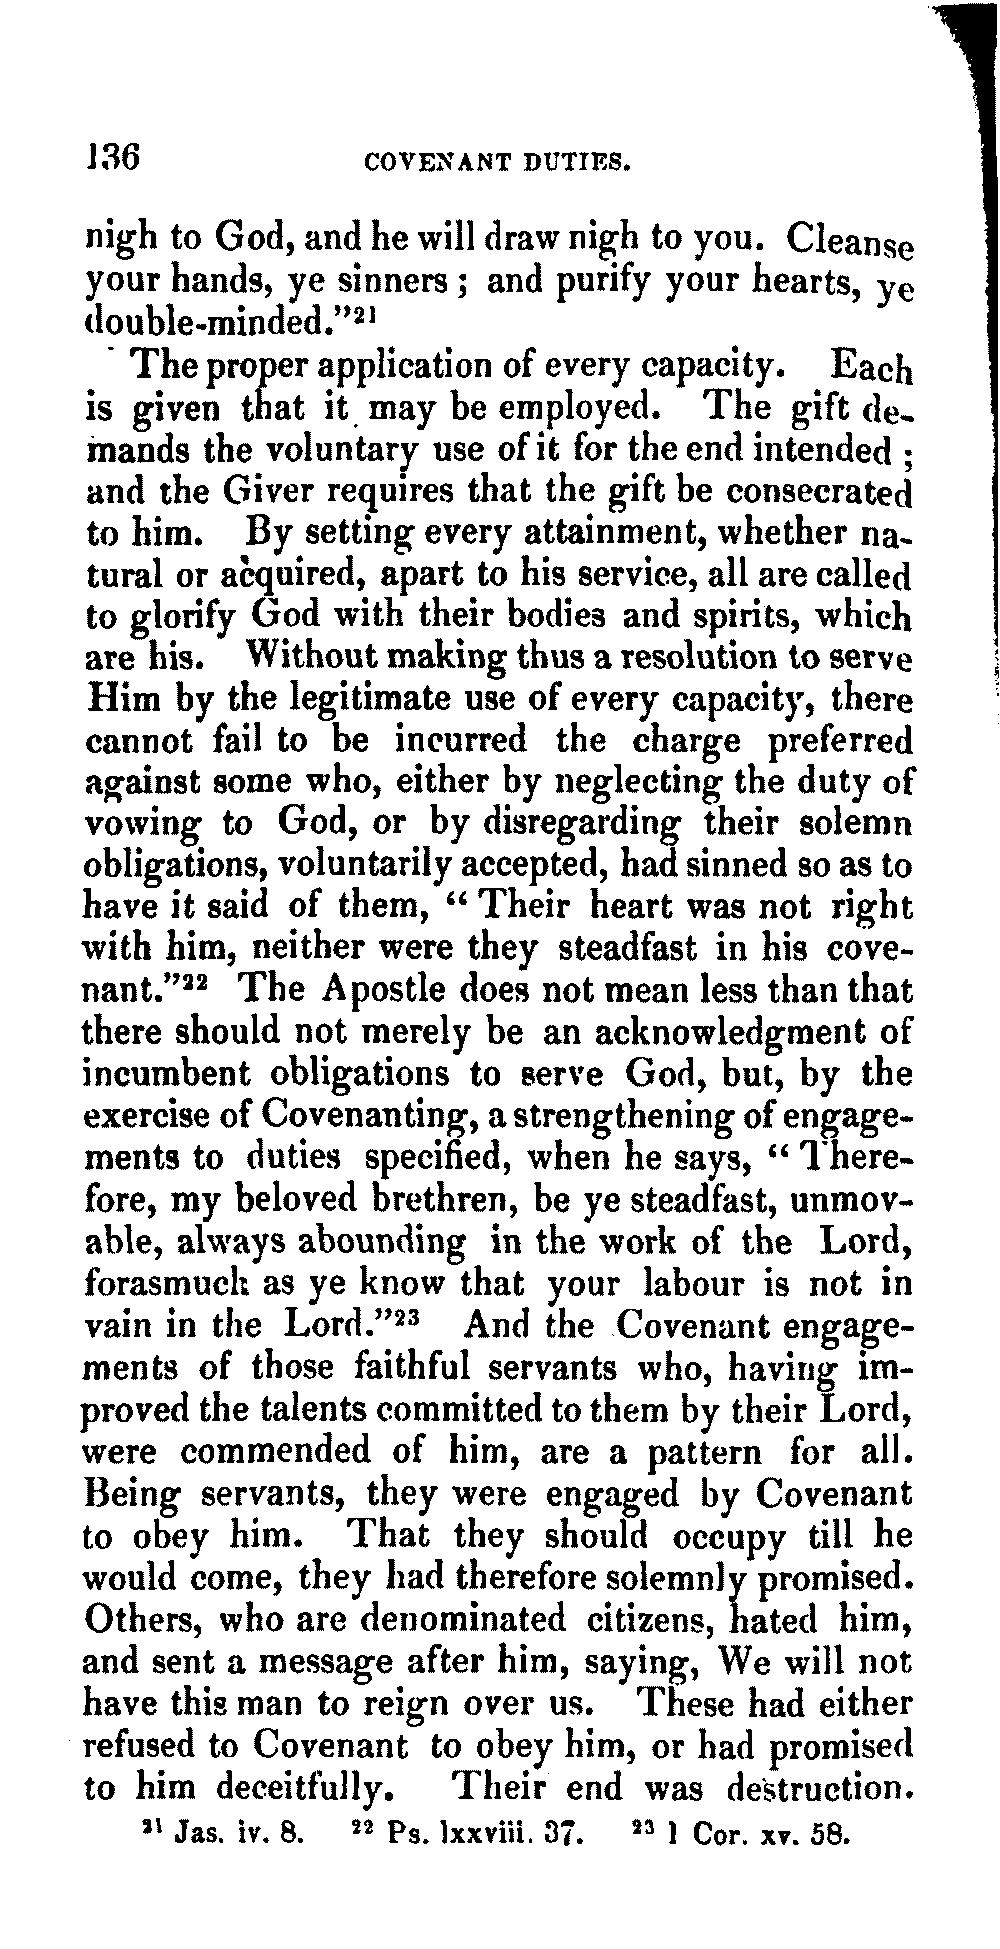 136 COVENANT DUTIES.
nigh to God, and he will draw nigh to you. Cleanse
your hands, ye sinners; and purify your hearts, ye
double-minded."²¹
The proper application of every capacity. Each
is given that it may be employed. The gift de-
mands the voluntary use of it for the end intended;
and the Giver requires that the gift be consecrated
to him. By setting every attainment, whether na-
tural or acquired, apart to his service, all are called
to glorify God with their bodies and spirits, which
are his. Without making thus a resolution to serve
Him by the legitimate use of every capacity, there
cannot fail to be incurred the charge preferred
against some who, either by neglecting the duty of
vowing to God, or by disregarding their solemn
obligations, voluntarily accepted, had sinned so as to
have it said of them, "Their heart was not right
with him, neither were they steadfast in his cove-
nant."²² The Apostle does not mean less than that
there should not merely be an acknowledgment of
incumbent obligations to serve God, but, by the
exercise of Covenanting, a strengthening of engage-
ments to duties specified, when he says, "There-
fore, my beloved brethren, be ye steadfast, unmov-
able, always abounding in the work of the Lord,
forasmuch as ye know that your labour is not in
vain in the Lord."²³ And the Covenant engage-
ments of those faithful servants who, having im-
proved the talents committed to them by their Lord,
were commended of him, are a pattern for all.
Being servants, they were engaged by Covenant
to obey him. That they should occupy till he
would come, they had therefore solemnly promised.
Others, who are denominated citizens, hated him,
and sent a message after him, saying, We will not
have this man to reign over us. These had either
refused to Covenant to obey him, or had promised
to him deceitfully. Their end was destruction.
²¹ Jas. iv. 8. ²² Ps. lxxviii. 37. ²³ 1 Cor. xv. 58.